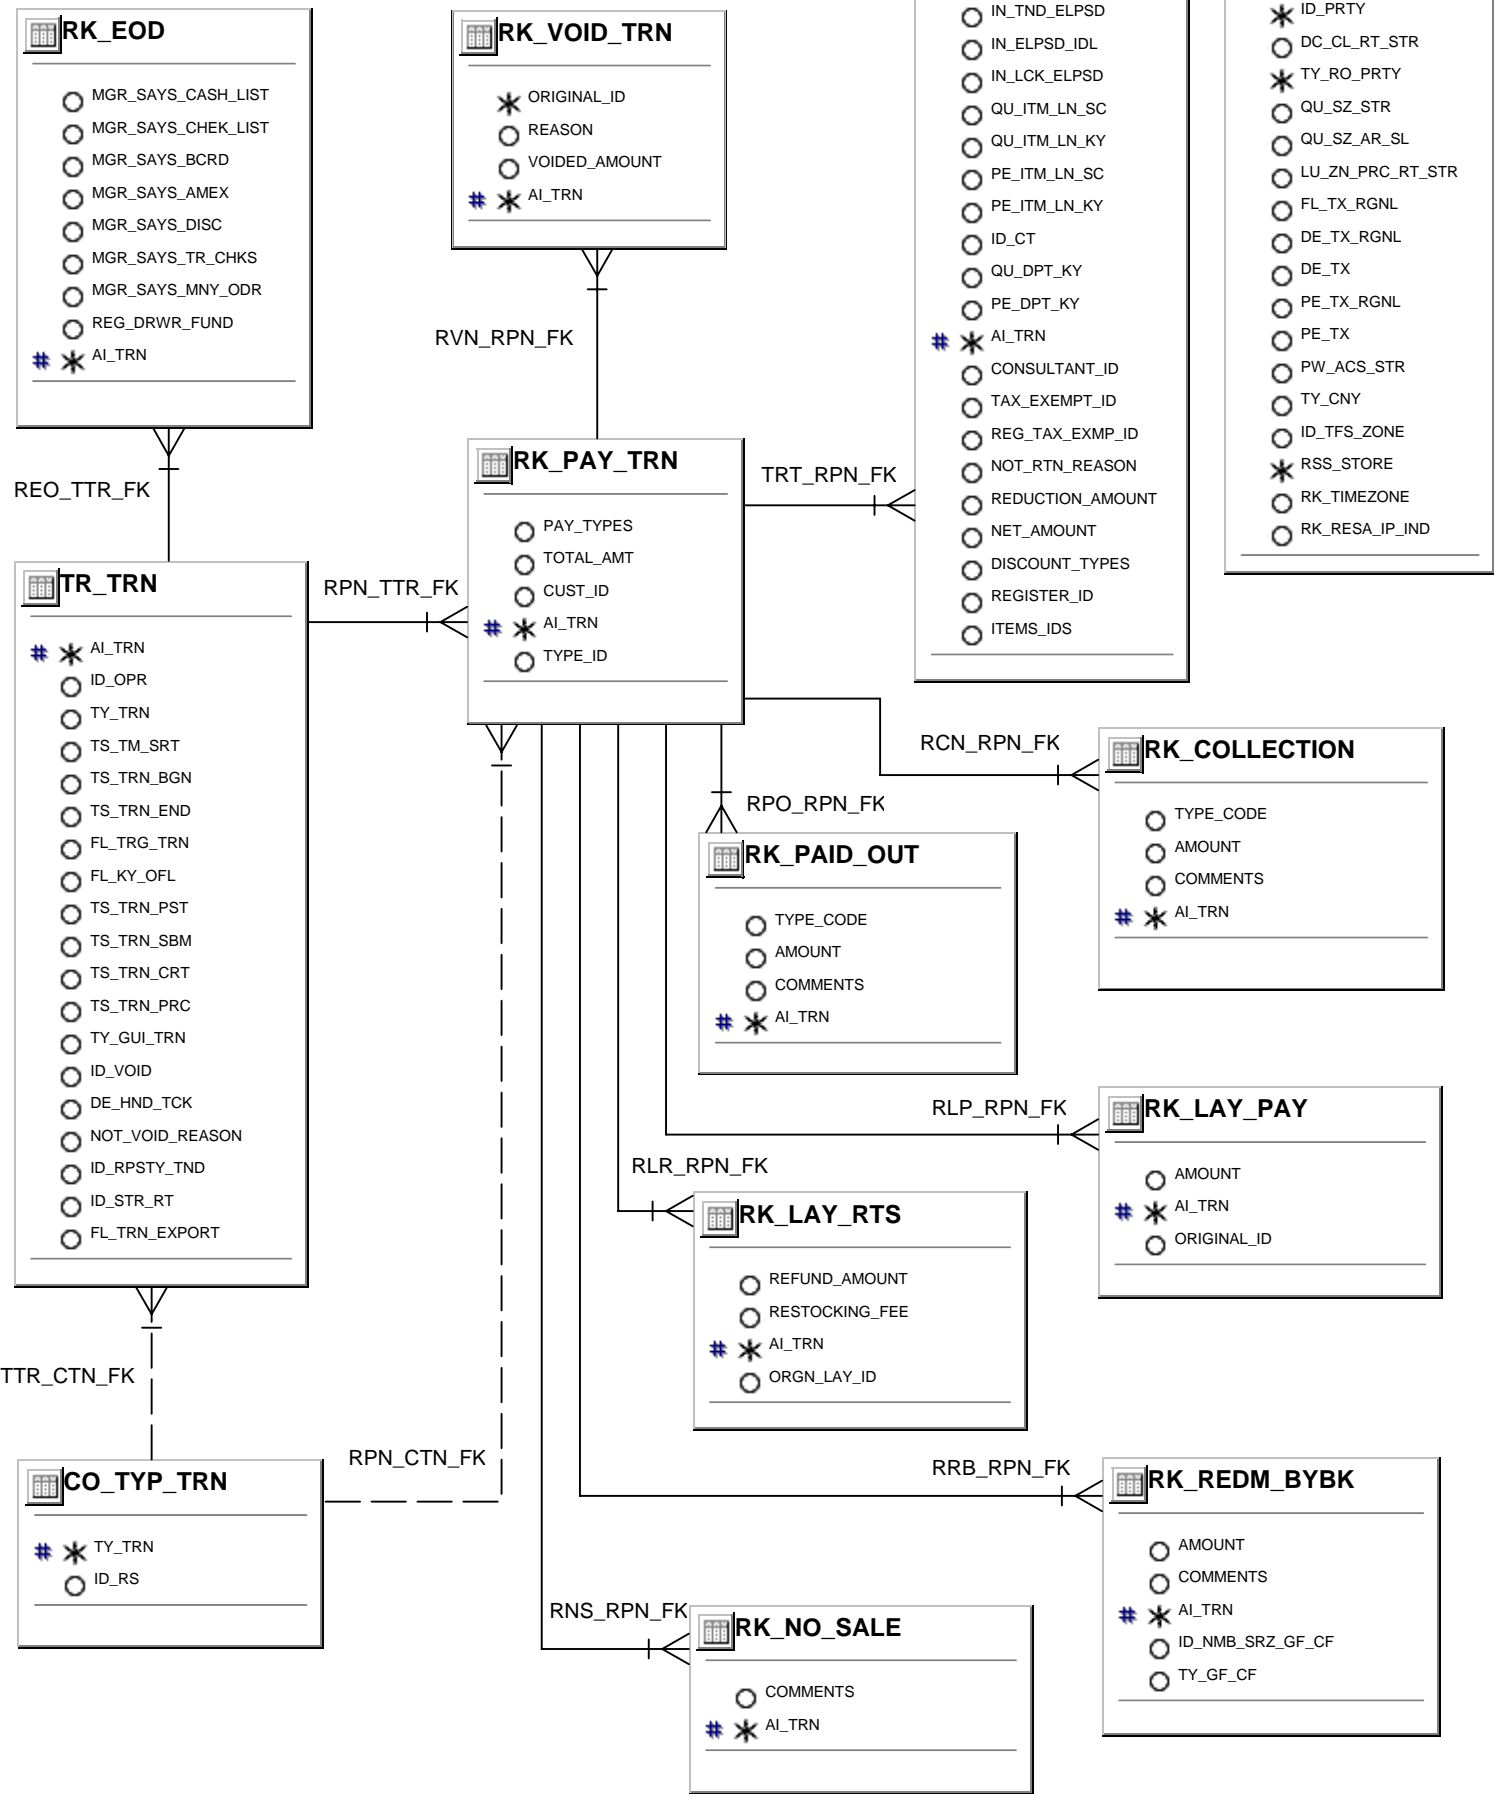 RK_EOD
MGR_SAYS_CASH_LIST
MGR_SAYS_CHEK_LIST
MGR_SAYS_BCRD
MGR_SAYS_AMEX
MGR_SAYS_DISC
MGR_SAYS_TR_CHKS
MGR_SAYS_MNY_ODR
REG_DRWR_FUND
# AI_TRN
REO_TTR_FK
RK_VOID_TRN
ORIGINAL_ID
REASON
VOIDED_AMOUNT
# AI_TRN
RVN_RPN_FK
IN_TND_ELPSD
IN_ELPSD_IDL
IN_LCK_ELPSD
QU_ITM_LN_SC
QU_ITM_LN_KY
PE_ITM_LN_SC
PE_ITM_LN_KY
ID_CT
QU_DPT_KY
PE_DPT_KY
# AI_TRN
CONSULTANT_ID
TAX_EXEMPT_ID
REG_TAX_EXMP_ID
NOT_RTN_REASON
REDUCTION_AMOUNT
NET_AMOUNT
DISCOUNT_TYPES
REGISTER_ID
ITEMS_IDS
ID_PRTY
DC_CL_RT_STR
TY_RO_PRTY
QU_SZ_STR
QU_SZ_AR_SL
LU_ZN_PRC_RT_STR
FL_TX_RGNL
DE_TX_RGNL
DE_TX
PE_TX_RGNL
PE_TX
PW_ACS_STR
TY_CNY
ID_TFS_ZONE
RSS_STORE
RK_TIMEZONE
RK_RESA_IP_IND
RK_PAY_TRN
PAY_TYPES
TOTAL_AMT
CUST_ID
# AI_TRN
TYPE_ID
TRT_RPN_FK
RPN_TTR_FK
TR_TRN
# AI_TRN
ID_OPR
TY_TRN
TS_TM_SRT
TS_TRN_BGN
TS_TRN_END
FL_TRG_TRN
FL_KY_OFL
TS_TRN_PST
TS_TRN_SBM
TS_TRN_CRT
TS_TRN_PRC
TY_GUI_TRN
ID_VOID
DE_HND_TCK
NOT_VOID_REASON
ID_RPSTY_TND
ID_STR_RT
FL_TRN_EXPORT
RCN_RPN_FK
RK_COLLECTION
TYPE_CODE
AMOUNT
COMMENTS
# AI_TRN
RPO_RPN_FK
RK_PAID_OUT
TYPE_CODE
AMOUNT
COMMENTS
# AI_TRN
RLP_RPN_FK
RK_LAY_PAY
AMOUNT
# AI_TRN
ORIGINAL_ID
RLR_RPN_FK
RK_LAY_RTS
REFUND_AMOUNT
RESTOCKING_FEE
# AI_TRN
ORGN_LAY_ID
TTR_CTN_FK
CO_TYP_TRN
# TY_TRN
ID_RS
RPN_CTN_FK
RRB_RPN_FK
RK_REDM_BYBK
AMOUNT
COMMENTS
# AI_TRN
ID_NMB_SRZ_GF_CF
TY_GF_CF
RNS_RPN_FK
RK_NO_SALE
COMMENTS
# AI_TRN